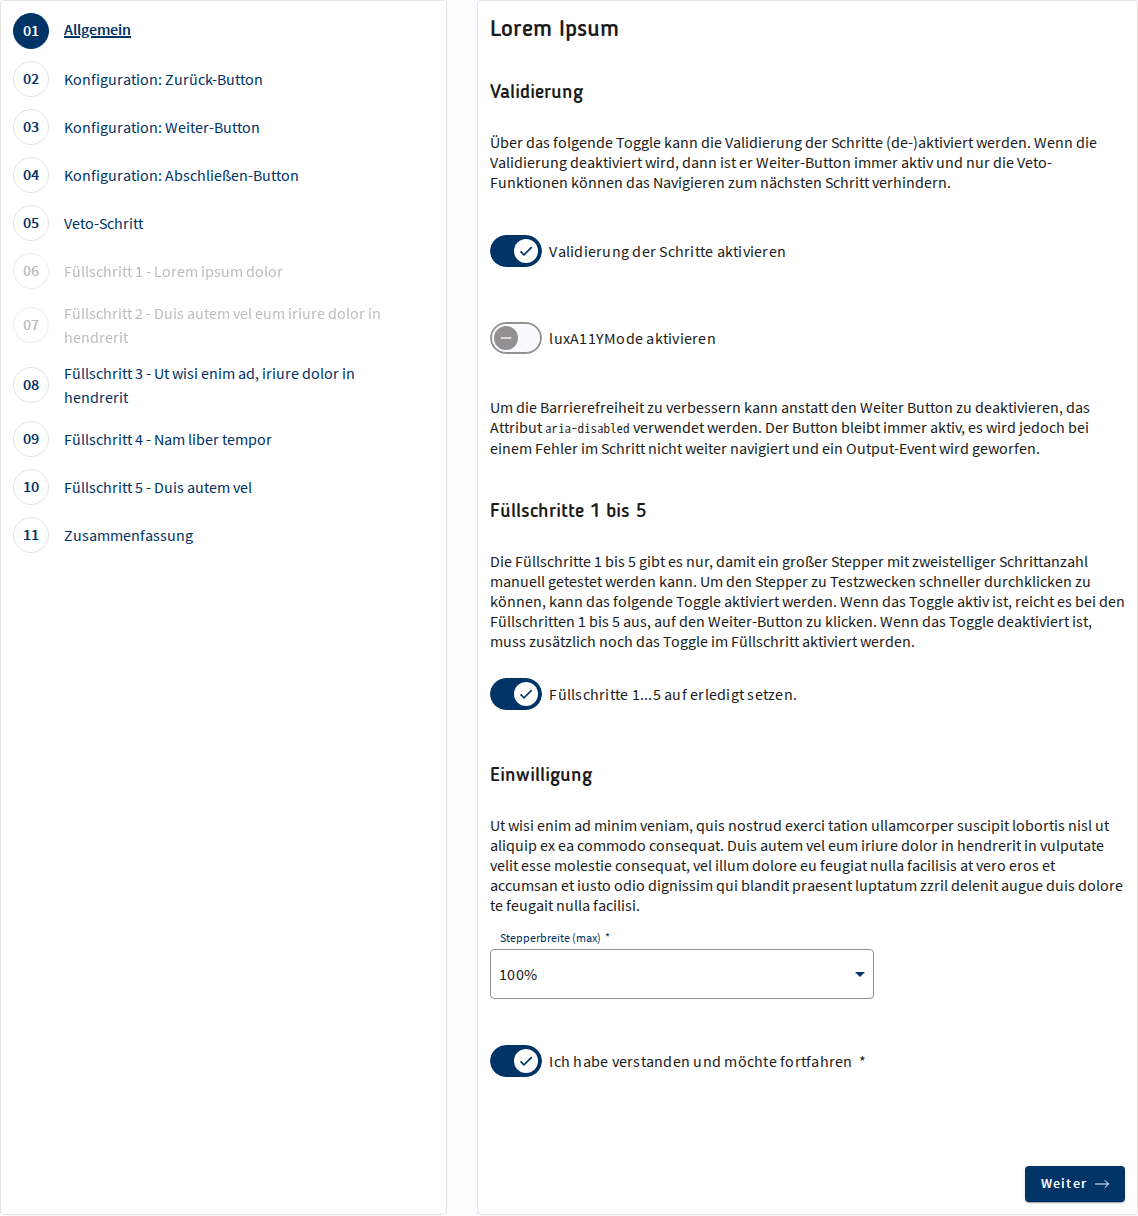 01 Allgemein
02 Konfiguration: Zurück-Button
03 Konfiguration: Weiter-Button
04 Konfiguration: Abschließen-Button
05 Veto-Schritt
06 Füllschritt 1 - Lorem ipsum dolor
07 Füllschritt 2 - Duis autem vel eum iriure dolor in
hendrerit
08 Füllschritt 3 - Ut wisi enim ad, iriure dolor in
hendrerit
09 Füllschritt 4 - Nam liber tempor
10 Füllschritt 5 - Duis autem vel
11 Zusammenfassung
Lorem Ipsum
Validierung
Über das folgende Toggle kann die Validierung der Schritte (de-)aktiviert werden. Wenn die
Validierung deaktiviert wird, dann ist er Weiter-Button immer aktiv und nur die Veto-
Funktionen können das Navigieren zum nächsten Schritt verhindern.
Validierung der Schritte aktivieren
luxA11YMode aktivieren
Um die Barrierefreiheit zu verbessern kann anstatt den Weiter Button zu deaktivieren, das
Attribut aria-disabled verwendet werden. Der Button bleibt immer aktiv, es wird jedoch bei
einem Fehler im Schritt nicht weiter navigiert und ein Output-Event wird geworfen.
Füllschritte 1 bis 5
Die Füllschritte 1 bis 5 gibt es nur, damit ein großer Stepper mit zweistelliger Schrittanzahl
manuell getestet werden kann. Um den Stepper zu Testzwecken schneller durchklicken zu
können, kann das folgende Toggle aktiviert werden. Wenn das Toggle aktiv ist, reicht es bei den
Füllschritten 1 bis 5 aus, auf den Weiter-Button zu klicken. Wenn das Toggle deaktiviert ist,
muss zusätzlich noch das Toggle im Füllschritt aktiviert werden.
Füllschritte 1...5 auf erledigt setzen.
Einwilligung
Ut wisi enim ad minim veniam, quis nostrud exerci tation ullamcorper suscipit lobortis nisl ut
aliquip ex ea commodo consequat. Duis autem vel eum iriure dolor in hendrerit in vulputate
velit esse molestie consequat, vel illum dolore eu feugiat nulla facilisis at vero eros et
accumsan et iusto odio dignissim qui blandit praesent luptatum zzril delenit augue duis dolore
te feugait nulla facilisi.
Stepperbreite (max) *
100%
Ich habe verstanden und möchte fortfahren *
Weiter